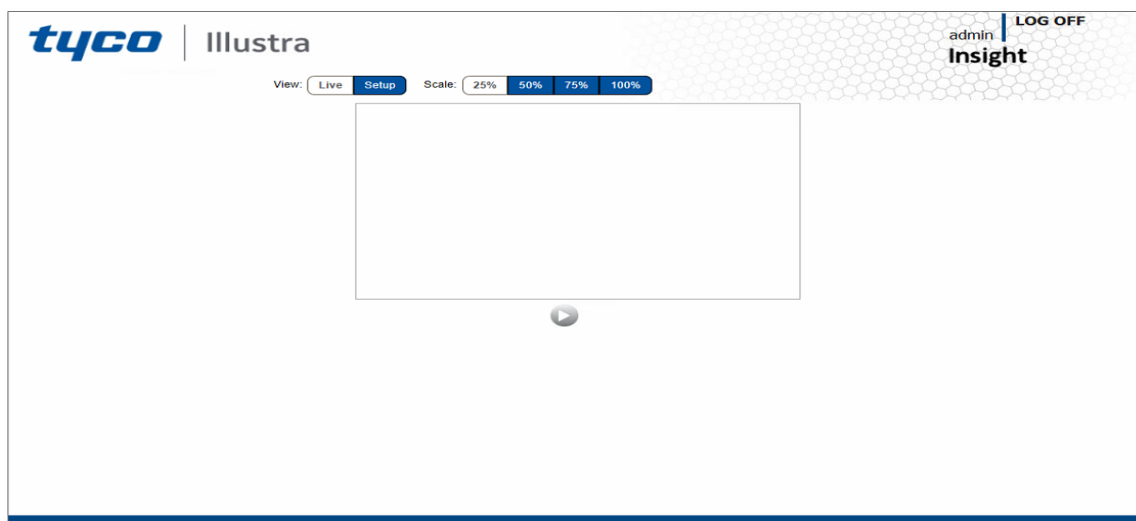 tyco | Illustra
LOG OFF
admin
Insight
View: Live Setup Scale: 25% 50% 75% 100%